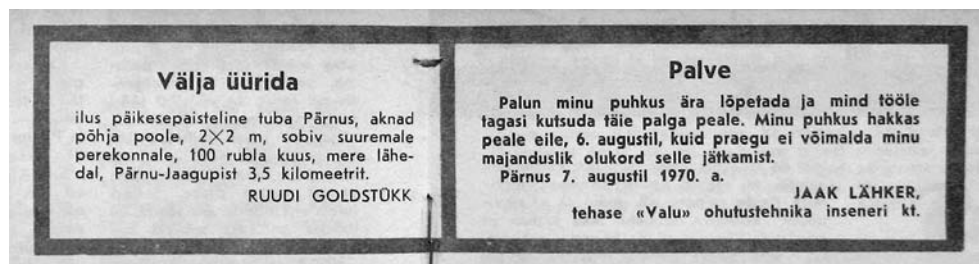 Välja üürida
ilus päikesepaisteline tuba Pärnus, aknad
põhja poole, 2×2 m, sobiv suuremale
perekonnale, 100 rubla kuus, mere lähe-
dal, Pärnu-Jaagupist 3,5 kilomeetrit.
RUUDI GOLDSTÜKK
Palve
Palun minu puhkus ära lõpetada ja mind tööle
tagasi kutsuda täie palga peale. Minu puhkus hakkas
peale eile, 6. augustil, kuid praegu ei võimalda minu
majanduslik olukord selle jätkamist.
Pärnus 7. augustil 1970. a.
JAAK LÄHKER,
tehase «Valu» ohutustehnika inseneri kt.